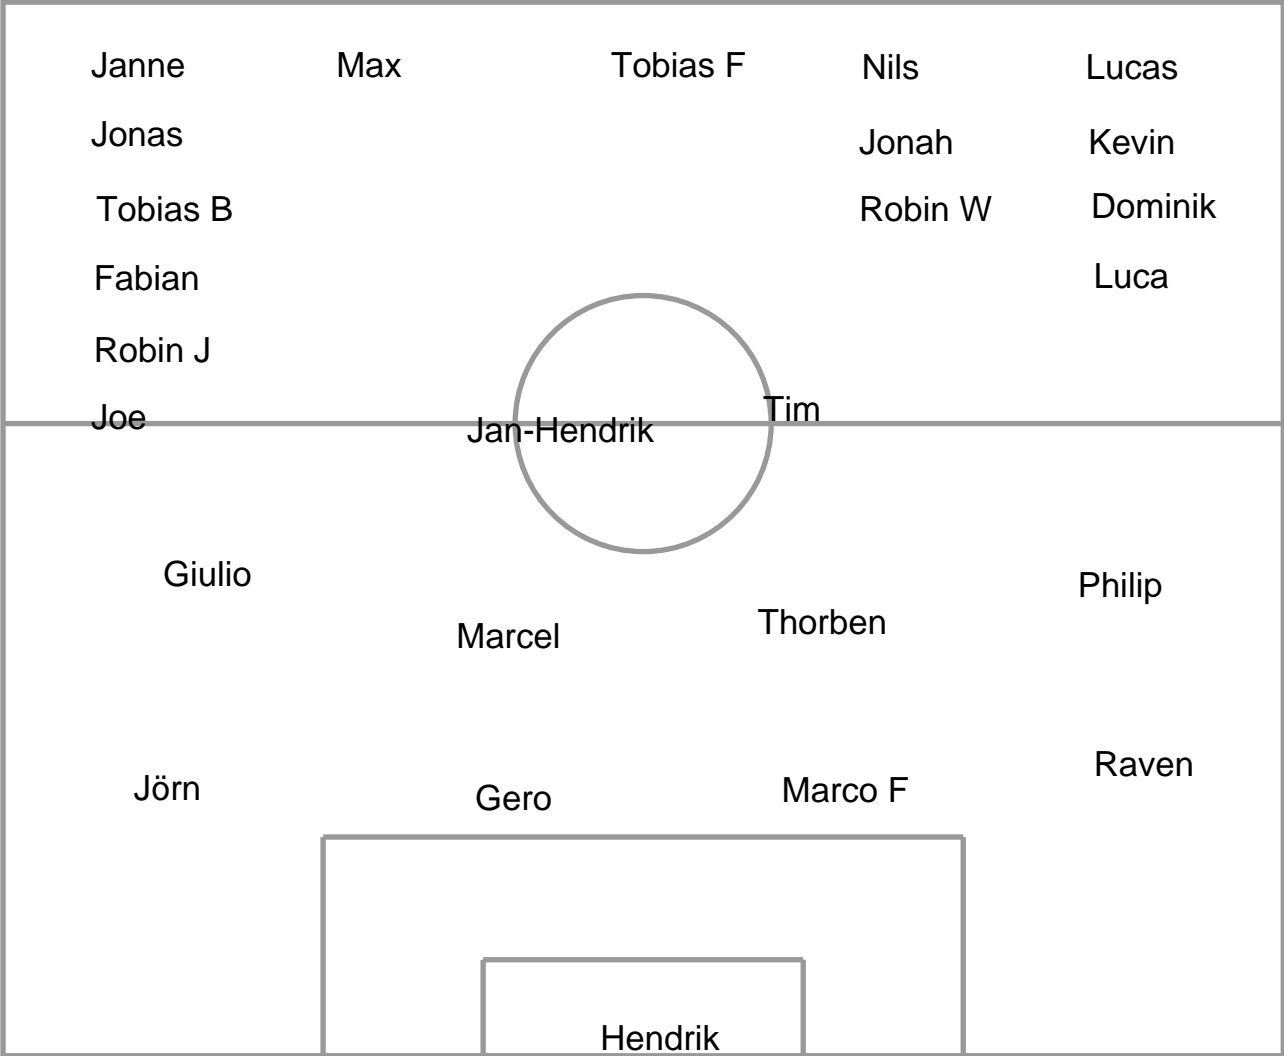 Janne Max Tobias F Nils Lucas
Jonas Jonah Kevin
Tobias B Robin W Dominik
Fabian Luca
Robin J
Joe Jan-Hendrik Tim
Giulio Philip
Marcel Thorben
Jörn Gero Marco F Raven
Hendrik